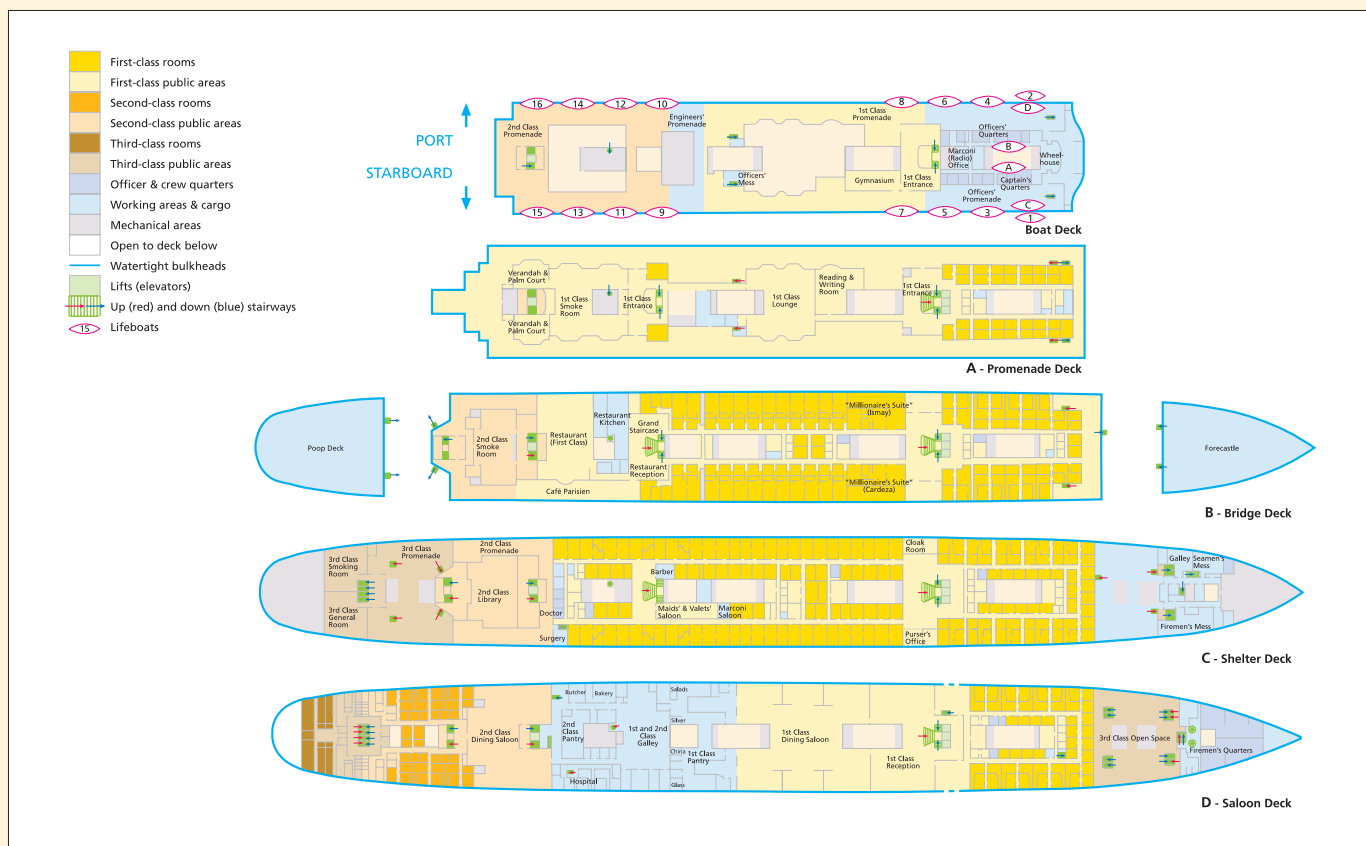 First-class rooms
First-class public areas
Second-class rooms
Second-class public areas
Third-class rooms
Third-class public areas
Officer & crew quarters
Working areas & cargo
Mechanical areas
Open to deck below
Watertight bulkheads
Lifts (elevators)
Up (red) and down (blue) stairways
15
Lifeboats
PORT
STARBOARD
16
14
12
10
8
6
4
2
D
2nd Class
Promenade
Engineers'
Promenade
1st Class
Promenade
Officers'
Quarters
B
Marconi
(Radio)
Office
Wheel-
house
A
Officers'
Mess
Gymnasium
1st Class
Entrance
Captain's
Quarters
Officers'
Promenade
C
15
13
11
9
7
5
3
1
Boat Deck
Verandah &
Palm Court
1st Class
Smoke
Room
1st Class
Entrance
1st Class
Lounge
Reading &
Writing
Room
1st Class
Entrance
Verandah &
Palm Court
A - Promenade Deck
Poop Deck
2nd Class
Smoke
Room
Restaurant
(First Class)
Restaurant
Kitchen
Grand
Staircase
Restaurant
Reception
Café Parisien
"Millionaire's Suite"
(Ismay)
"Millionaire's Suite"
(Cardeza)
Forecastle
B - Bridge Deck
3rd Class
Smoking
Room
3rd Class
Promenade
2nd Class
Promenade
3rd Class
General
Room
2nd Class
Library
Doctor
Surgery
Barber
Maids' & Valets'
Saloon
Marconi
Saloon
Cloak
Room
Purser's
Office
Galley
Seamen's
Mess
Firemen's Mess
C - Shelter Deck
2nd Class
Dining Saloon
Butcher
Bakery
2nd
Class
Pantry
Hospital
1st and 2nd
Class
Galley
Salads
Silver
China
1st Class
Pantry
Glass
1st Class
Dining Saloon
1st Class
Reception
3rd Class Open Space
Firemen's Quarters
D - Saloon Deck